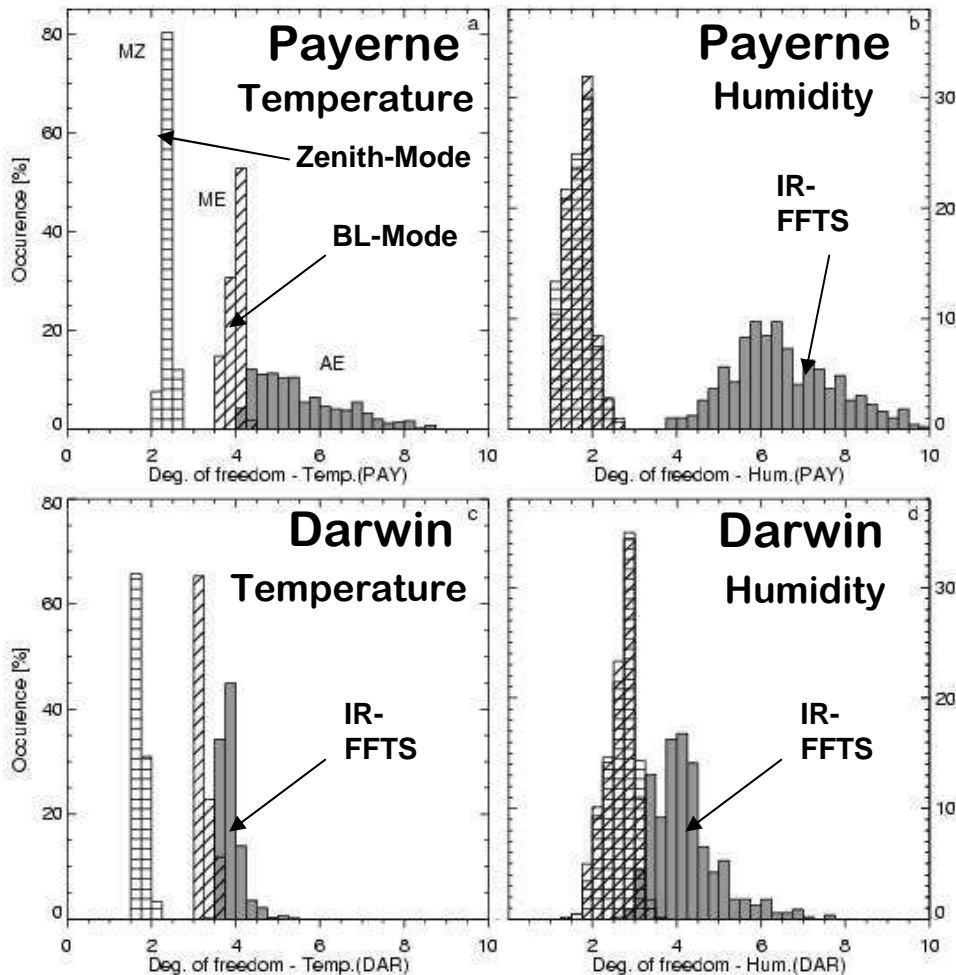 80
60
40
20
0
Occurence [%]
a
MZ
Payerne
Temperature
Zenith-Mode
ME
BL-Mode
AE
0 2 4 6 8 10
Deg. of freedom - Temp.(PAY)
b
Payerne
Humidity
IR-
FFTS
30
20
10
0
2 4 6 8 10
Deg. of freedom - Hum.(PAY)
80
60
40
20
0
Occurence [%]
c
Darwin
Temperature
IR-
FFTS
0 2 4 6 8 10
Deg. of freedom - Temp.(DAR)
d
Darwin
Humidity
IR-
FFTS
30
20
10
0
2 4 6 8 10
Deg. of freedom - Hum.(DAR)